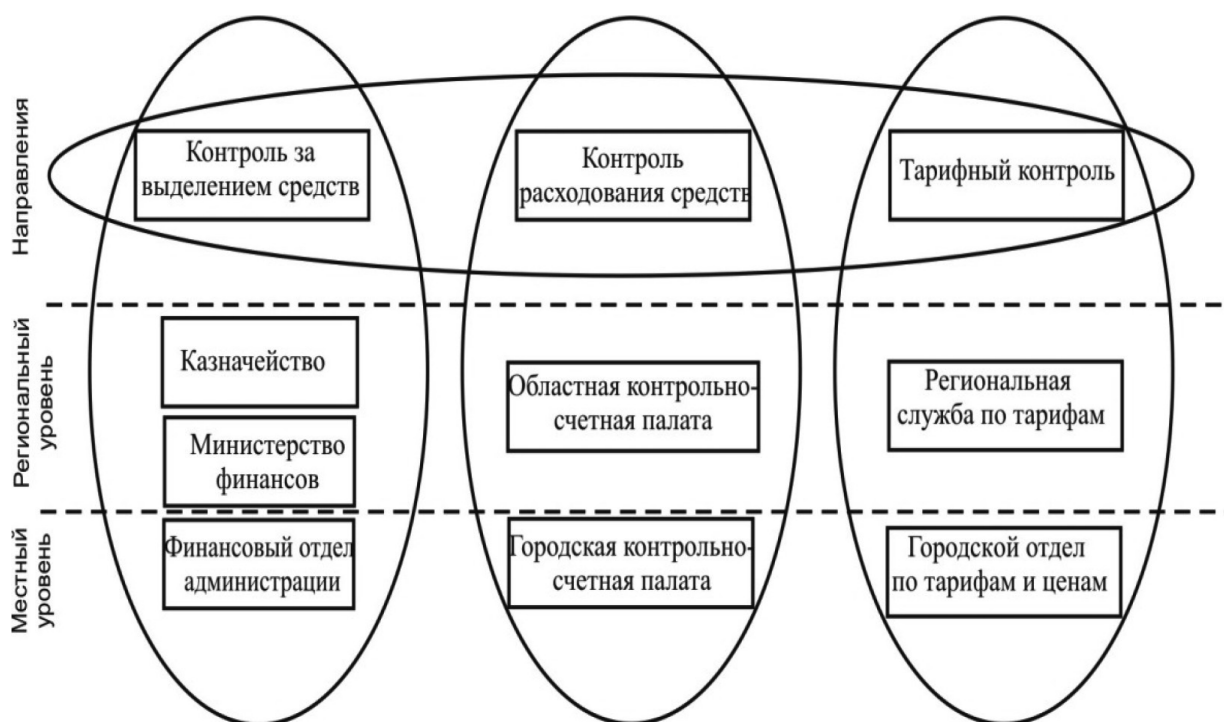 Направления
Контроль за
выделением средств
Контроль
расходования средств
Тарифный контроль
Региональный
уровень
Казначейство
Министерство
финансов
Областная контрольно-
счетная палата
Региональная
служба по тарифам
Местный
уровень
Финансовый отдел
администрации
Городская контрольно-
счетная палата
Городской отдел
по тарифам и ценам